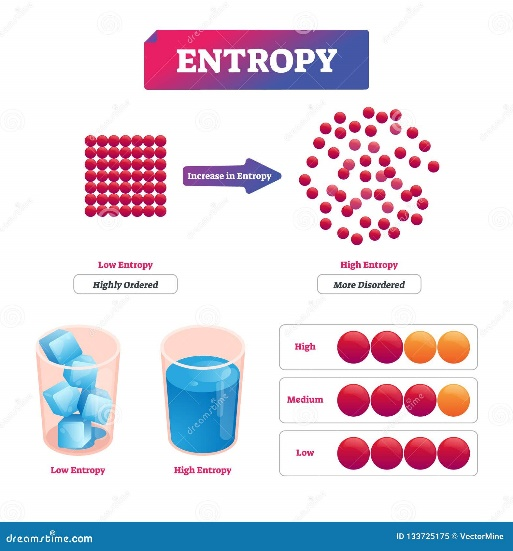 ENTROPY
Increase in Entropy
Low Entropy
High Entropy
Highly Ordered
More Disordered
High
Medium
Low
Low Entropy
High Entropy
dreamstime
dreamstime.com
ID 133725175 © VectorMine